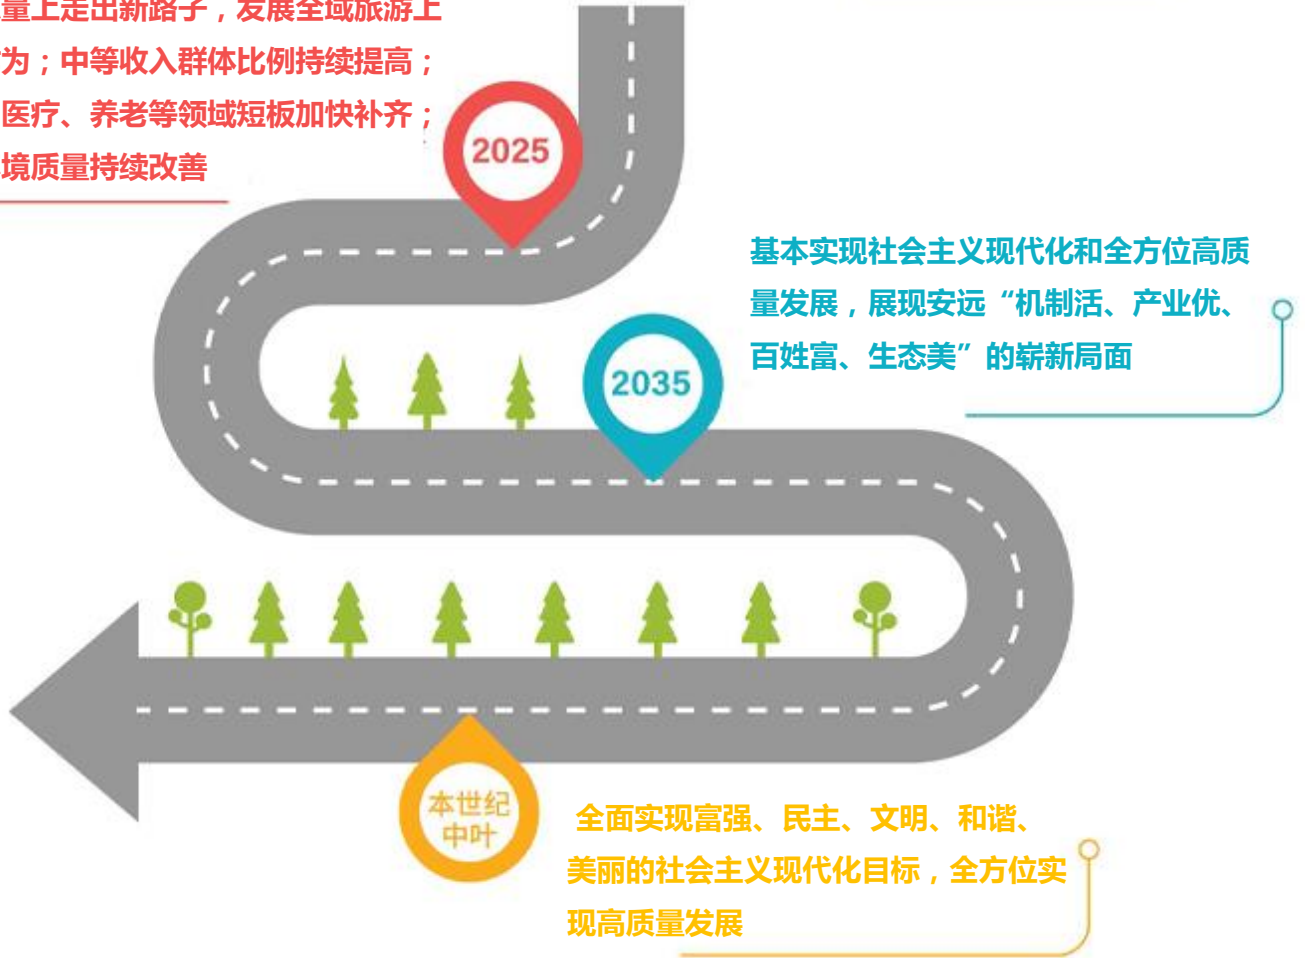 量上走出新路子，发展全域旅游上
为；中等收入群体比例持续提高；
医疗、养老等领域短板加快补齐；
境质量持续改善
2025
基本实现社会主义现代化和全方位高质
量发展，展现安远“机制活、产业优、
百姓富、生态美”的崭新局面
2035
本世纪
中叶
全面实现富强、民主、文明、和谐、
美丽的社会主义现代化目标，全方位实
现高质量发展